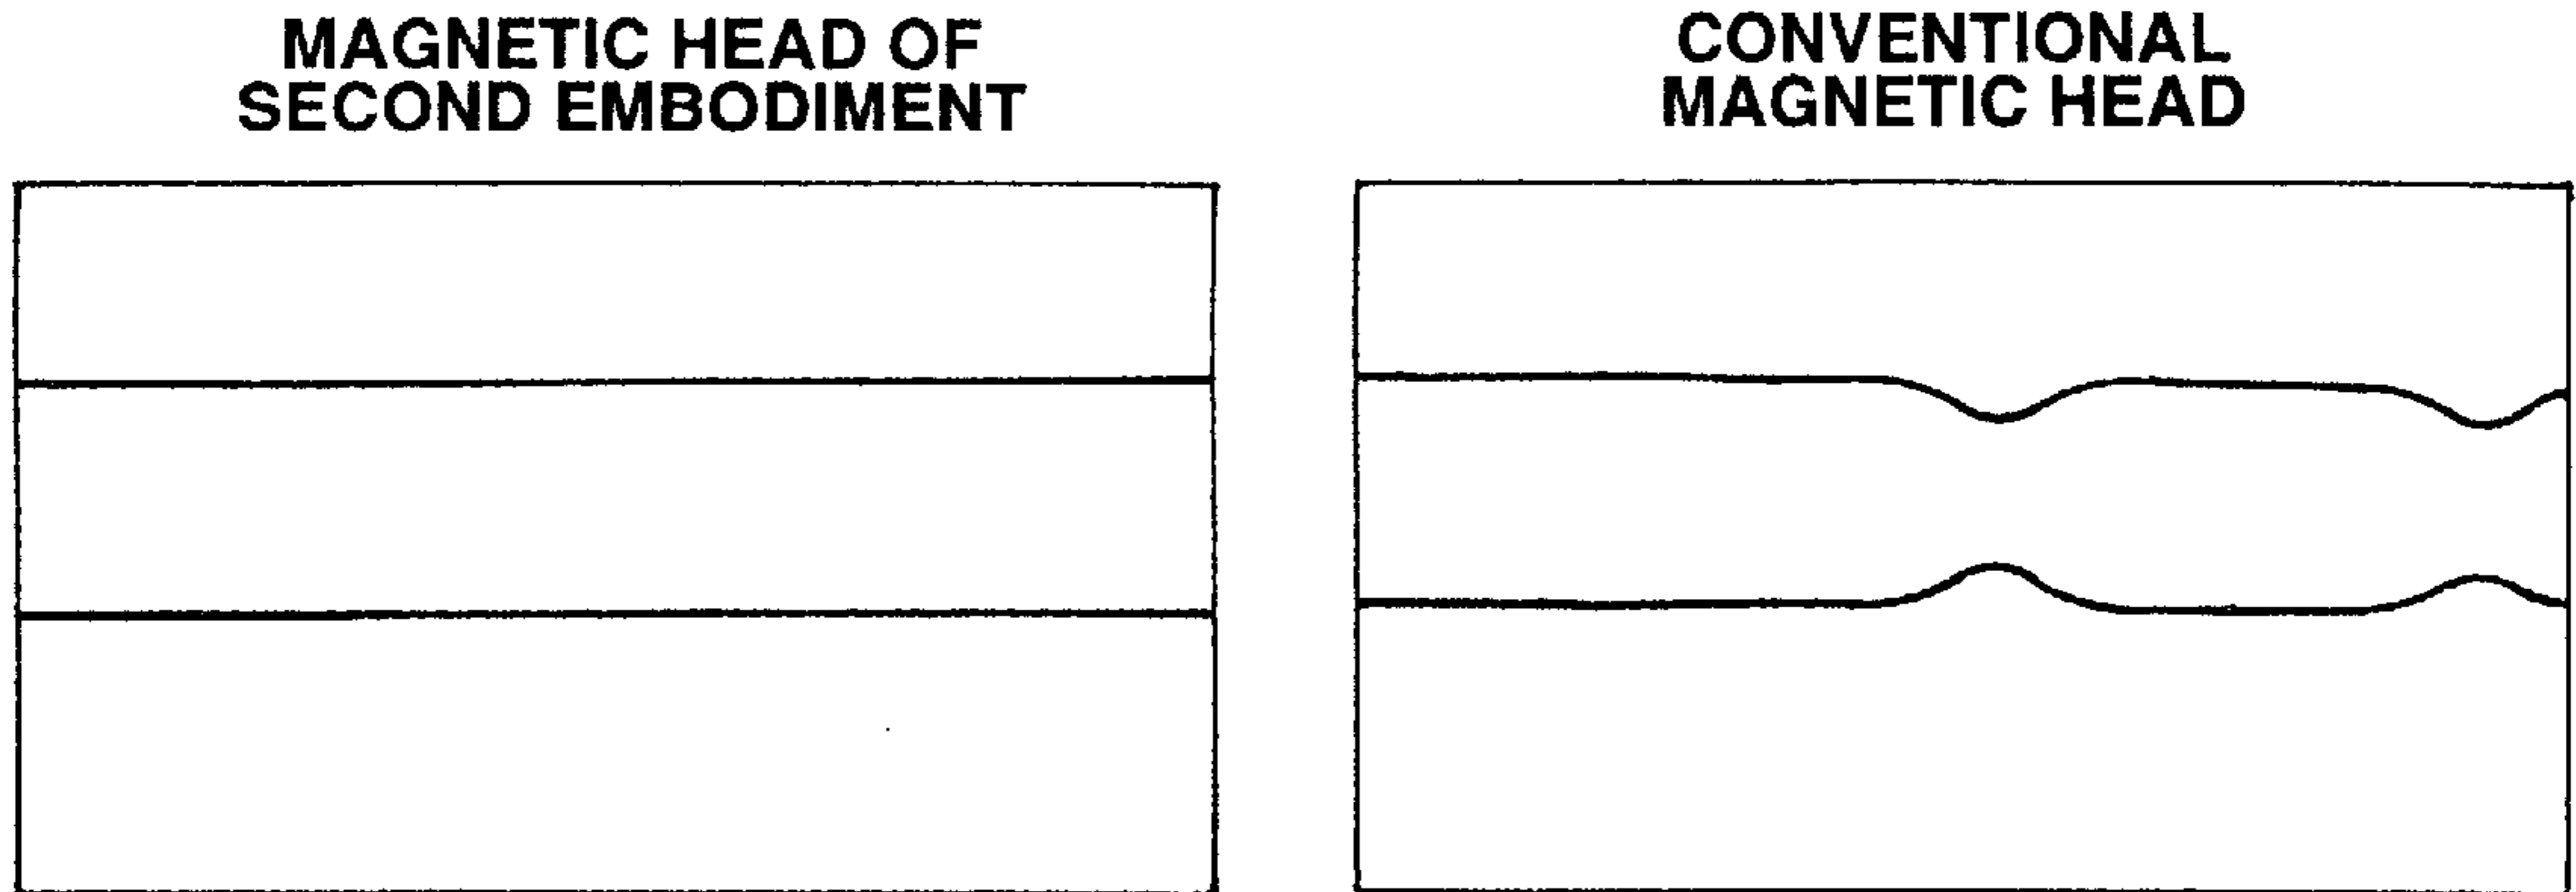 MAGNETIC HEAD OF
SECOND EMBODIMENT
CONVENTIONAL
MAGNETIC HEAD